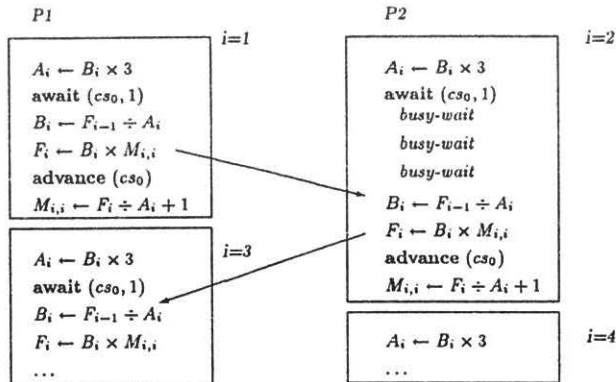 P1
i=1
A_i ← B_i × 3
await (cs_0, 1)
B_i ← F_{i−1} ÷ A_i
F_i ← B_i × M_{i,i}
advance (cs_0)
M_{i,i} ← F_i ÷ A_i + 1
i=3
A_i ← B_i × 3
await (cs_0, 1)
B_i ← F_{i−1} ÷ A_i
F_i ← B_i × M_{i,i}
...
P2
i=2
A_i ← B_i × 3
await (cs_0, 1)
busy-wait
busy-wait
busy-wait
B_i ← F_{i−1} ÷ A_i
F_i ← B_i × M_{i,i}
advance (cs_0)
M_{i,i} ← F_i ÷ A_i + 1
i=4
A_i ← B_i × 3
...